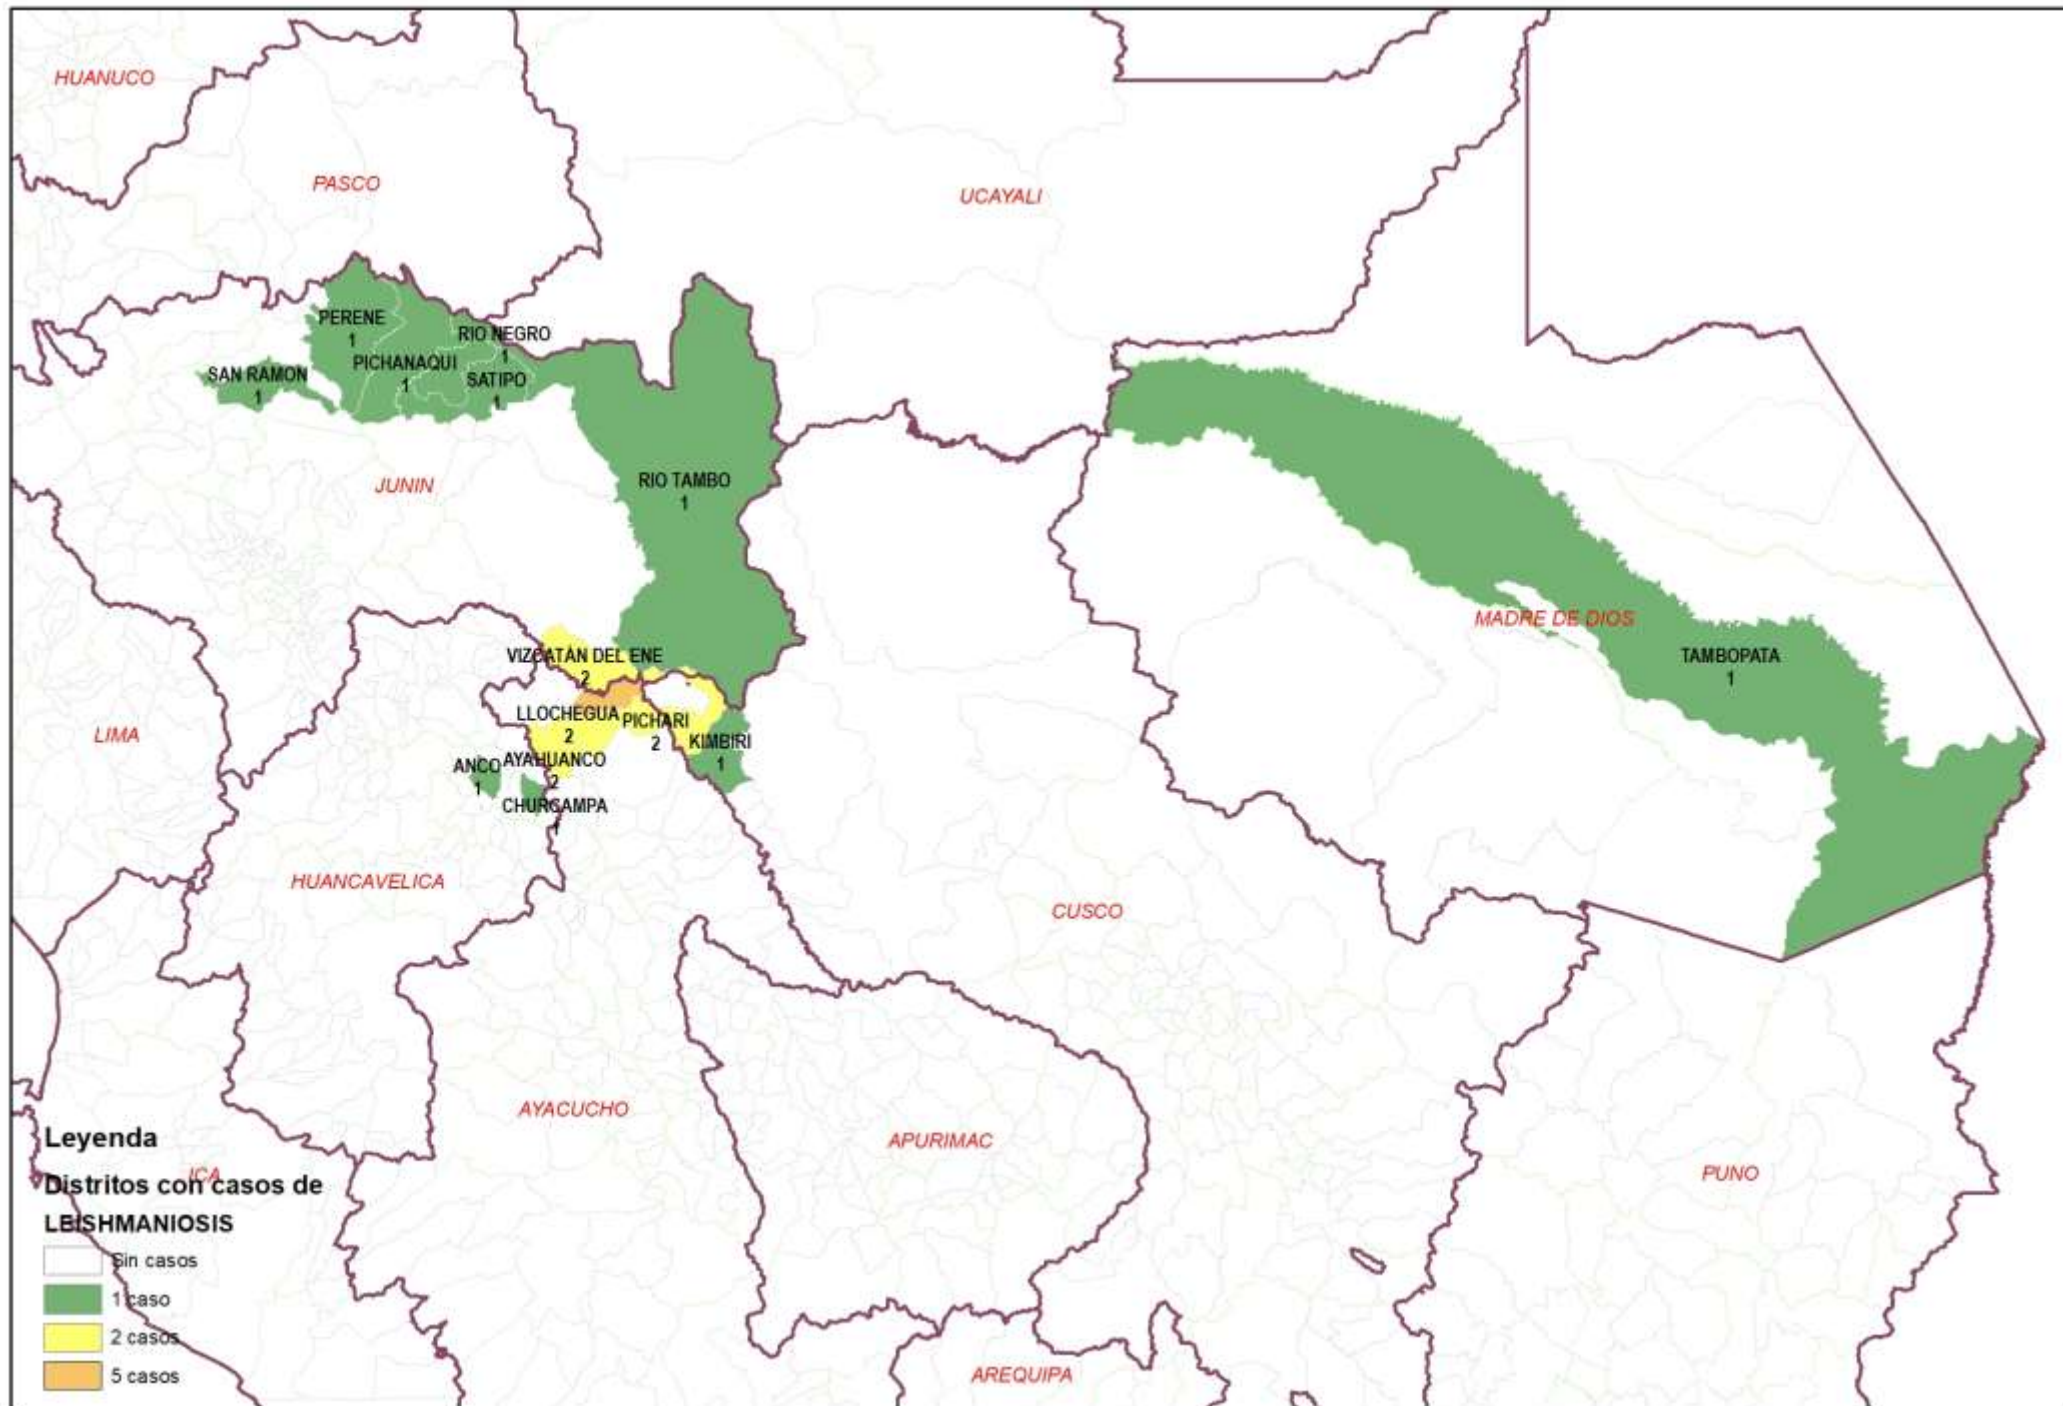 HUANUCO
PASCO
UCAYALI
PERENE
1
RIO NEGRO
1
PICHANAQUI
1
SAN RAMON
1
SATIPO
1
JUNIN
RIO TAMBO
1
MADRE DE DIOS
TAMBOPATA
1
VIZCATÁN DEL ENE
2
LLOCHEGUA
2
PICHARI
2
LIMA
KIMBIRI
1
ANCO
1
AYAHUANCO
2
CHURCAMPA
1
HUANCAVELICA
CUSCO
AYACUCHO
APURIMAC
PUNO
ICA
AREQUIPA
Leyenda
Distritos con casos de
LEISHMANIOSIS
Sin casos
1 caso
2 casos
5 casos